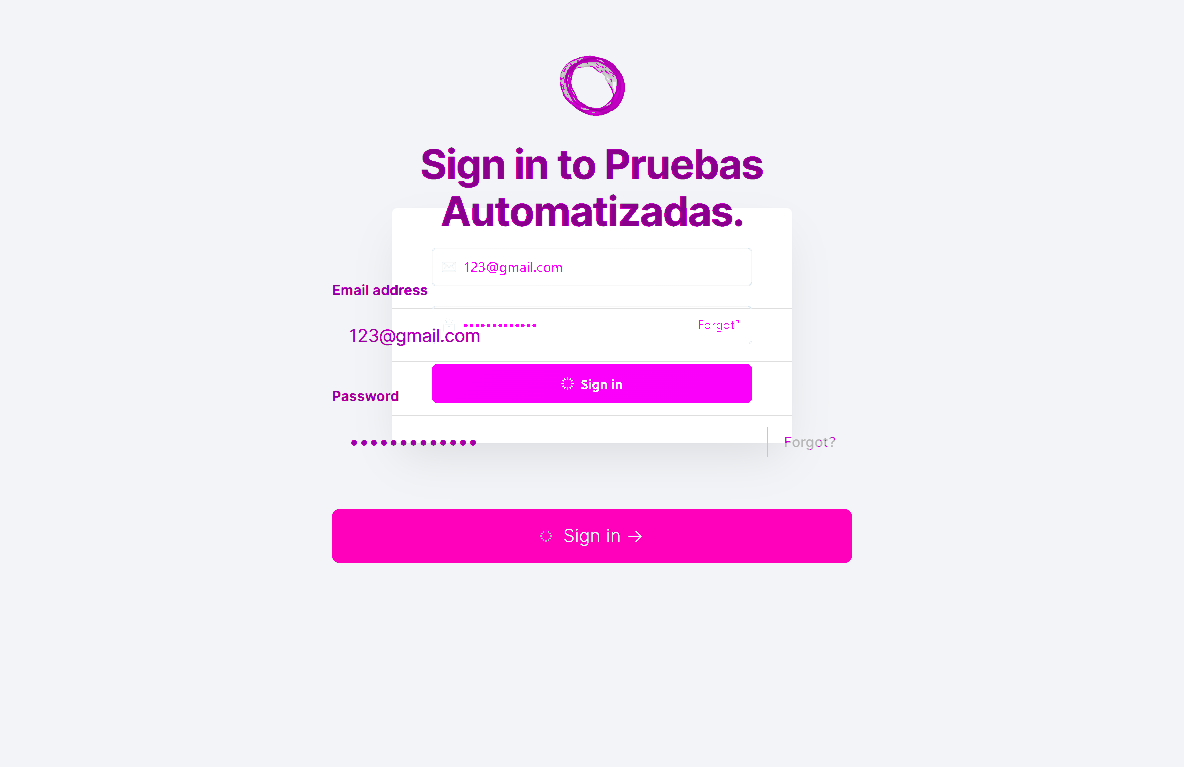 Sign in to Pruebas
Automatizadas.
123@gmail.com
Email address
Forgot?
123@gmail.com
Sign in
Password
Forgot?
Sign in →